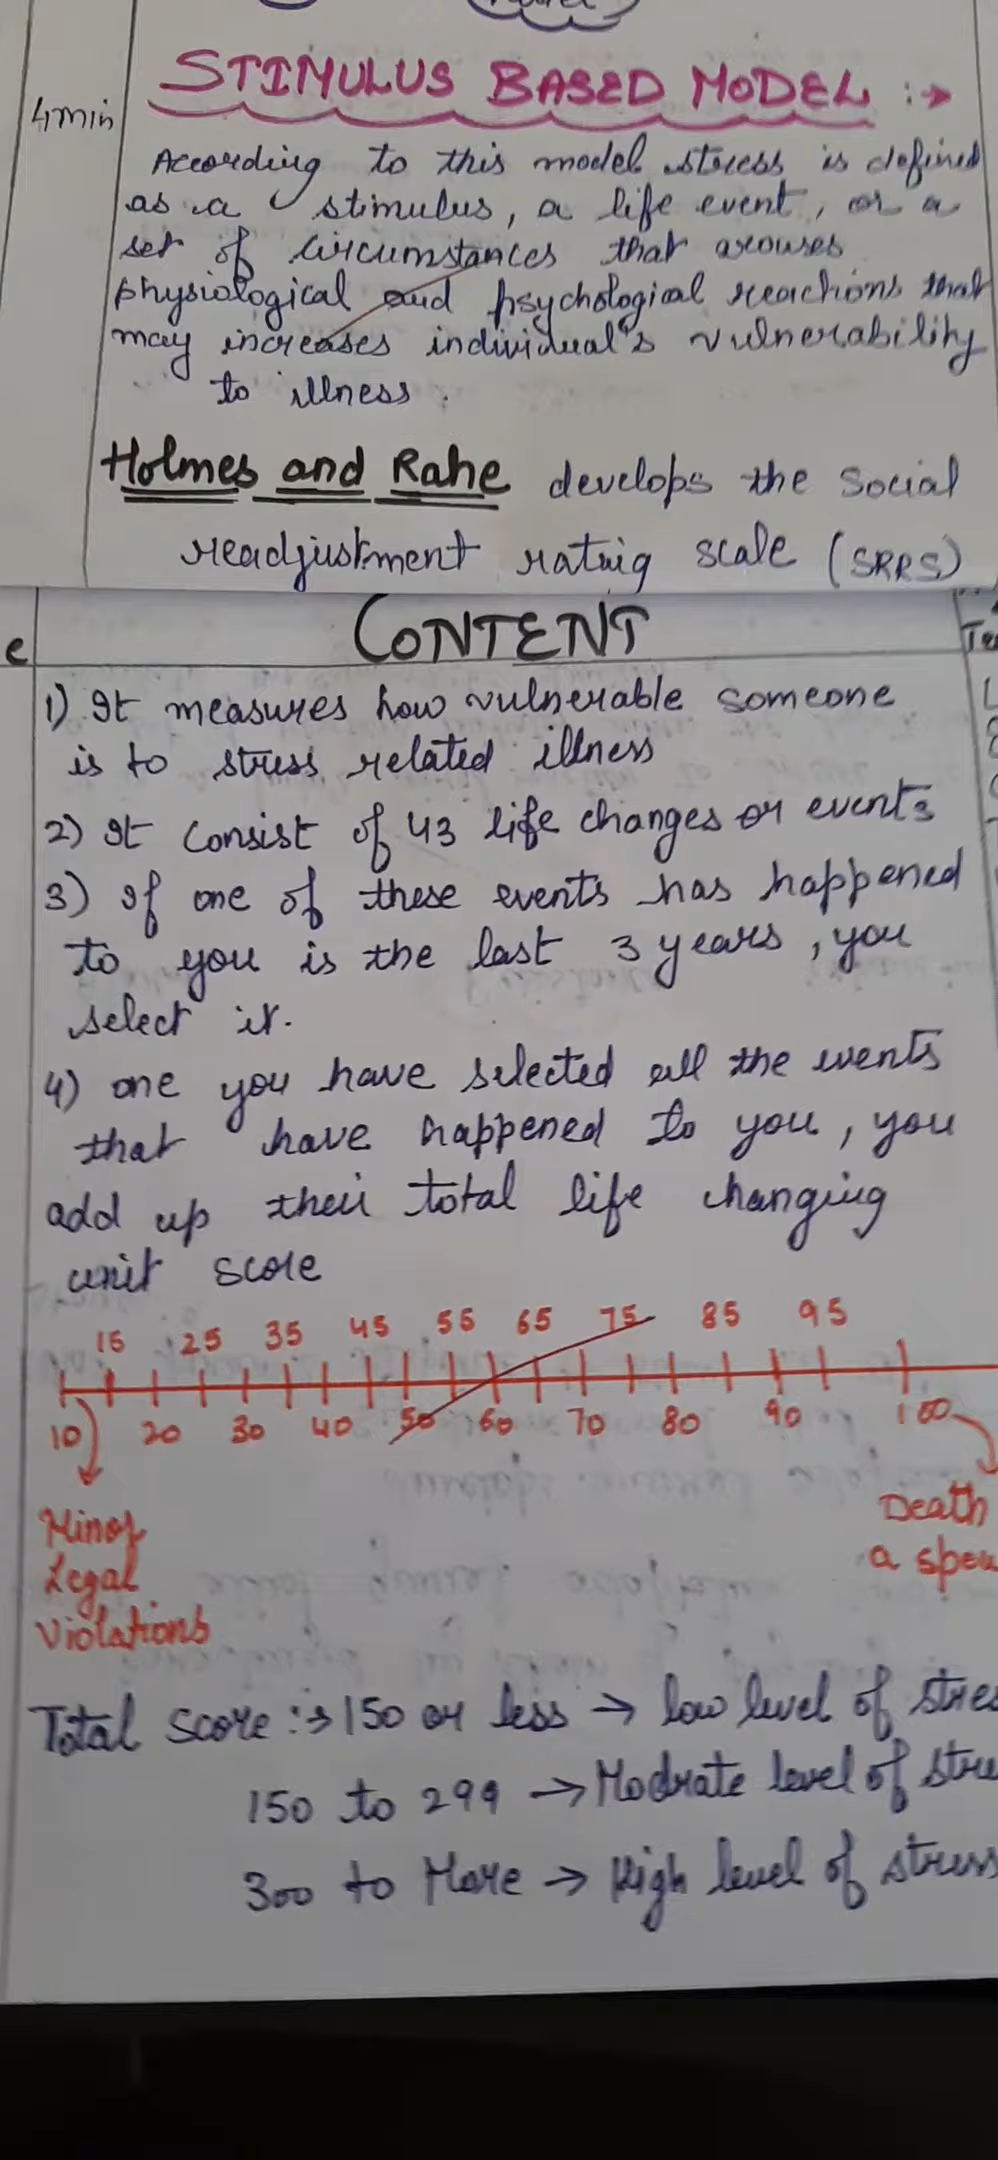 STIMULUS BASED MODEL :→
4min
According to this model stress is defined
as a stimulus, a life event, or a
set of circumstances that arouses
physiological and psychological reactions that
may increases individual's vulnerability
to illness.
Holmes and Rahe develops the Social
readjustment rating scale (SRRS)
e
CONTENT
1) It measures how vulnerable someone
is to stress related illness
2) It consist of 43 life changes or events
3) If one of these events has happened
to you is the last 3 years, you
select it.
4) one you have selected all the events
that have happened to you, you
add up their total life changing
unit score
15 25 35 45 55 65 75 85 95
10 20 30 40 50 60 70 80 90 100
Minor
Legal
Violations
Death
a spou
Total score :→ 150 or less → low level of stres
150 to 299 → Modrate level of stre
300 to More → High level of stress